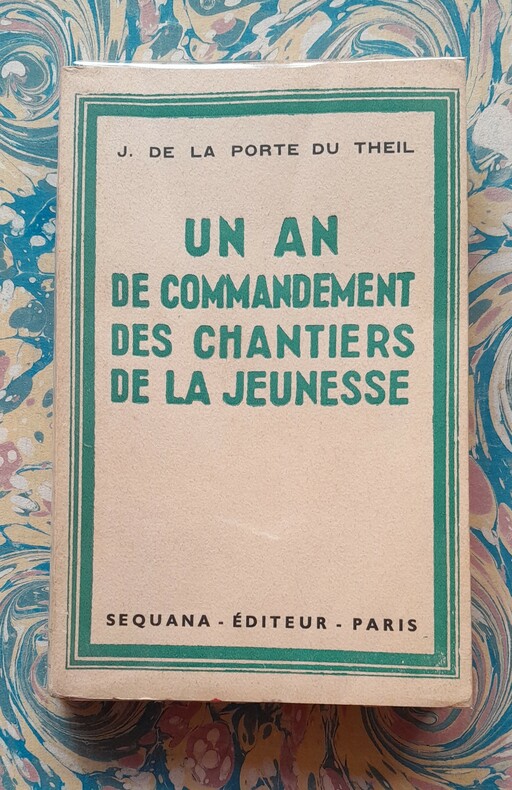 J. DE LA PORTE DU THEIL
UN AN
DE COMMANDEMENT
DES CHANTIERS
DE LA JEUNESSE
SEQUANA - ÉDITEUR - PARIS